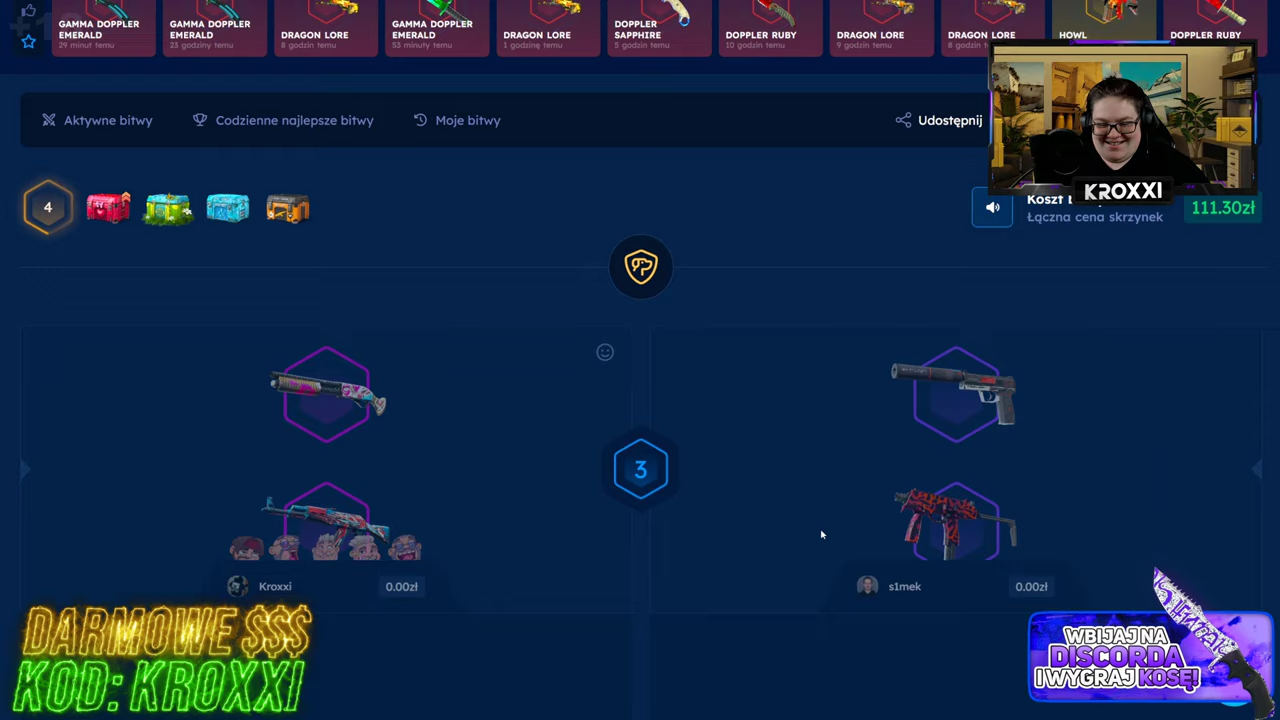 GAMMA DOPPLER
EMERALD
29 minut temu
GAMMA DOPPLER
EMERALD
23 godziny temu
DRAGON LORE
8 godzin temu
GAMMA DOPPLER
EMERALD
53 minuty temu
DRAGON LORE
1 godzinę temu
DOPPLER
SAPPHIRE
5 godzin temu
DOPPLER RUBY
10 godzin temu
DRAGON LORE
9 godzin temu
DRAGON LORE
8 godzin
HOWL
DOPPLER RUBY
Aktywne bitwy
Codzienne najlepsze bitwy
Moje bitwy
Udostępnij
KROXXI
4
Koszt
Łączna cena skrzynek
111.30zł
3
Kroxxi
0.00zł
s1mek
0.00zł
DARMOWE $$$
KOD: KROXXI
WBIJAJ NA
DISCORDA
I WYGRAJ KOSĘ!